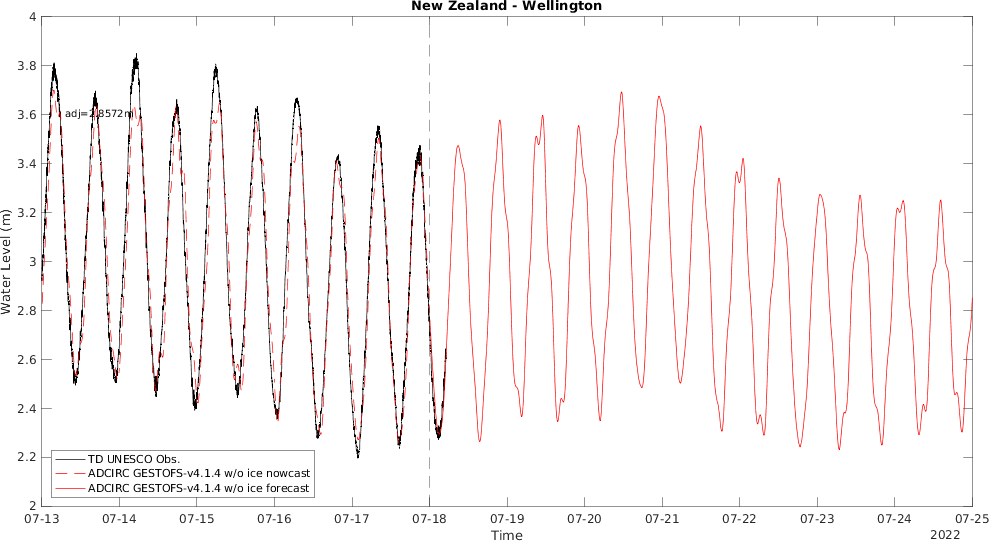 New Zealand - Wellington
4
3.8
3.6
3.4
3.2
3
2.8
2.6
2.4
2.2
2
Water Level (m)
adj=2.8572m
TD UNESCO Obs.
ADCIRC GESTOFS-v4.1.4 w/o ice nowcast
ADCIRC GESTOFS-v4.1.4 w/o ice forecast
07-13 07-14 07-15 07-16 07-17 07-18 07-19 07-20 07-21 07-22 07-23 07-24 07-25
Time
2022